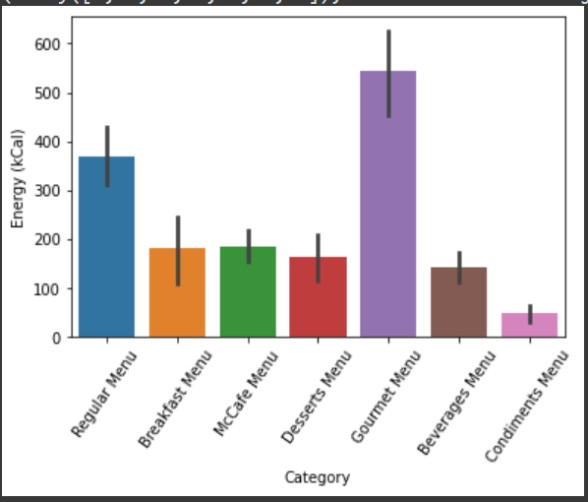 600
500
400
300
200
100
0
Energy (kCal)
Regular Menu
Breakfast Menu
McCafe Menu
Desserts Menu
Gourmet Menu
Beverages Menu
Condiments Menu
Category